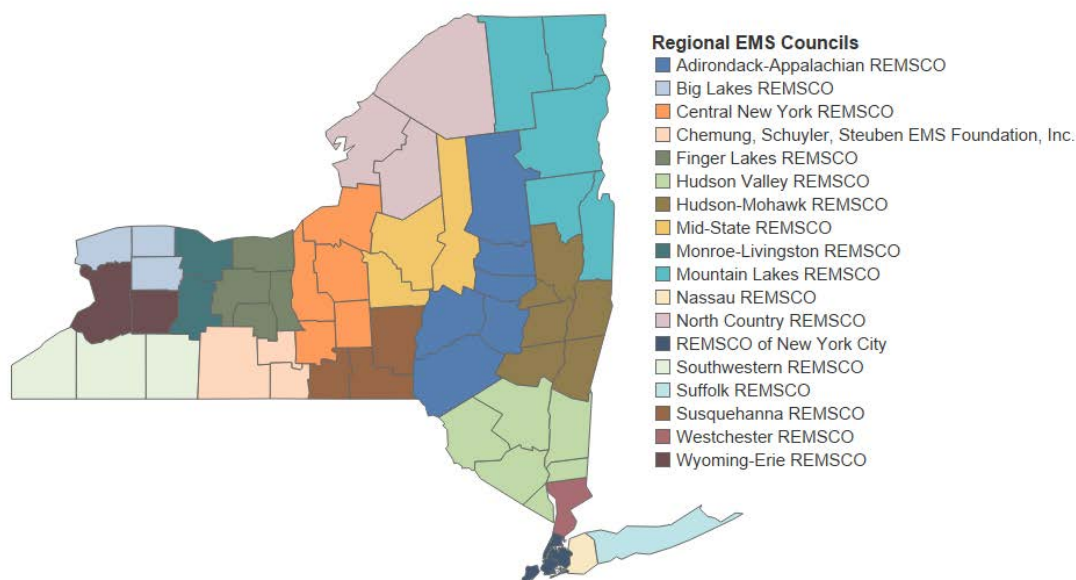 Regional EMS Councils
Adirondack-Appalachian REMSCO
Big Lakes REMSCO
Central New York REMSCO
Chemung, Schuyler, Steuben EMS Foundation, Inc.
Finger Lakes REMSCO
Hudson Valley REMSCO
Hudson-Mohawk REMSCO
Mid-State REMSCO
Monroe-Livingston REMSCO
Mountain Lakes REMSCO
Nassau REMSCO
North Country REMSCO
REMSCO of New York City
Southwestern REMSCO
Suffolk REMSCO
Susquehanna REMSCO
Westchester REMSCO
Wyoming-Erie REMSCO